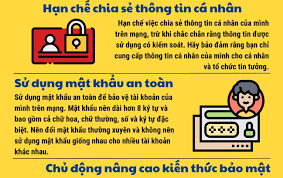 Hạn chế chia sẻ thông tin cá nhân
Hạn chế việc chia sẻ thông tin cá nhân của mình
trên mạng, trừ khi chắc chắn rằng thông tin được
sử dụng có kiểm soát. Hãy bảo đảm rằng bạn chỉ
cung cấp thông tin cá nhân của mình cho cá nhân
và tổ chức tin tưởng.
Sử dụng mật khẩu an toàn
Sử dụng mật khẩu an toàn để bảo vệ tài khoản của
mình trên mạng. Mật khẩu nên dài hơn 8 ký tự và
bao gồm cả chữ hoa, chữ thường, số và ký tự đặc
biệt. Nên đổi mật khẩu thường xuyên và không nên
sử dụng mật khẩu giống nhau cho nhiều tài khoản
khác nhau.
Chủ động nâng cao kiến thức bảo mật